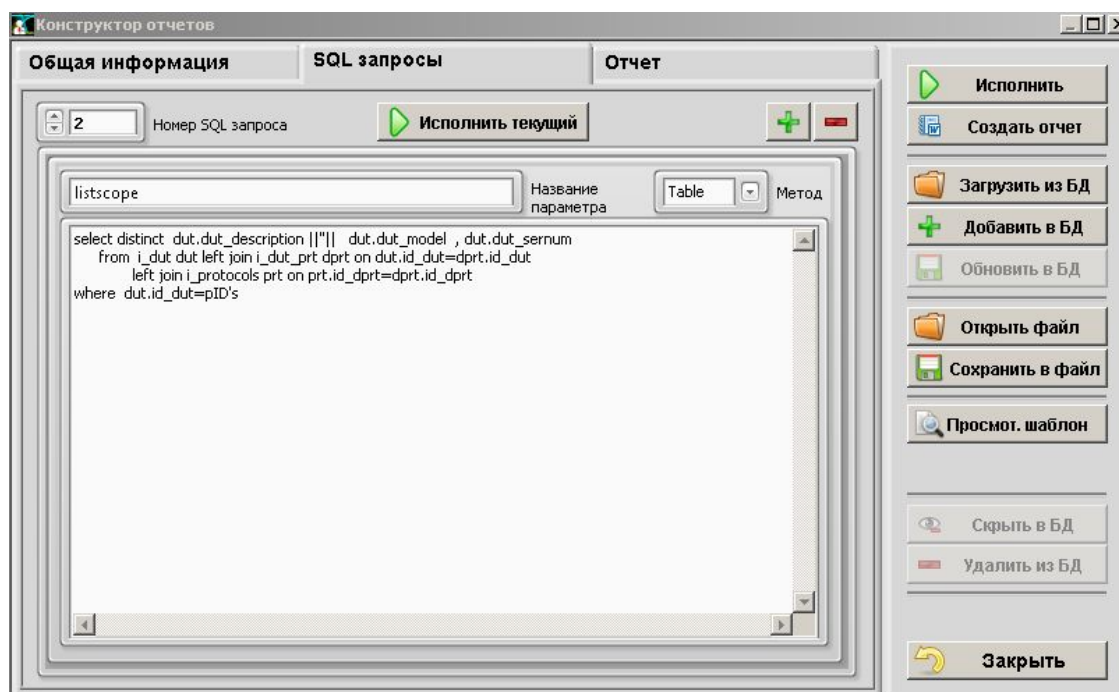 Конструктор отчетов
Общая информация
SQL запросы
Отчет
2
Номер SQL запроса
Исполнить текущий
listscope
Название
параметра
Table
Метод
select distinct dut.dut_description ||''|| dut.dut_model , dut.dut_sernum
from i_dut dut left join i_dut_prt dprt on dut.id_dut=dprt.id_dut
left join i_protocols prt on prt.id_dprt=dprt.id_dprt
where dut.id_dut=pID's
Исполнить
Создать отчет
Загрузить из БД
Добавить в БД
Обновить в БД
Открыть файл
Сохранить в файл
Просмот. шаблон
Скрыть в БД
Удалить из БД
Закрыть